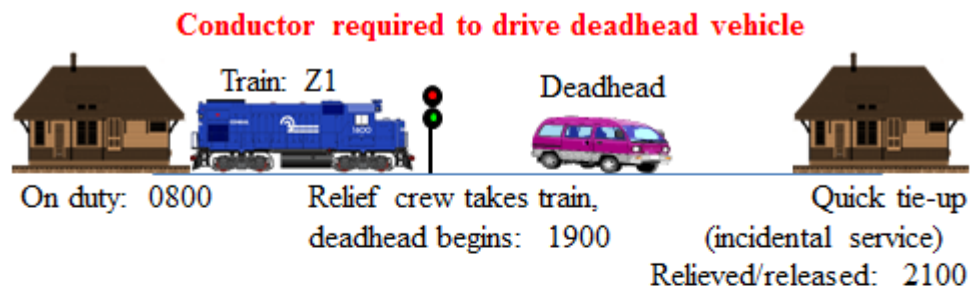 Conductor required to drive deadhead vehicle
Train: Z1
Deadhead
On duty: 0800
Relief crew takes train,
deadhead begins: 1900
Quick tie-up
(incidental service)
Relieved/released: 2100